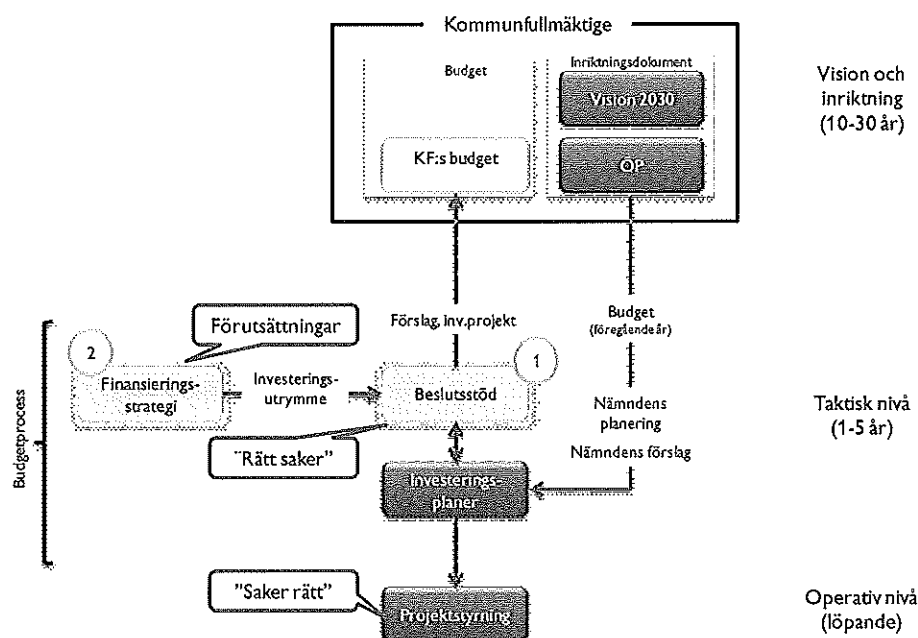 Kommunfullmäktige
Budget
Inriktningsdokument
Vision 2030
KF:s budget
ÖP
Vision och
inriktning
(10-30 år)
Förslag, inv.projekt
Budget
(föregående år)
Förutsättningar
2
Finansierings-
strategi
Investerings-
utrymme
1
Beslutsstöd
Nämndens
planering
Nämndens förslag
Taktisk nivå
(1-5 år)
Budgetprocess
"Rätt saker"
Investerings-
planer
"Saker rätt"
Projektstyrning
Operativ nivå
(löpande)